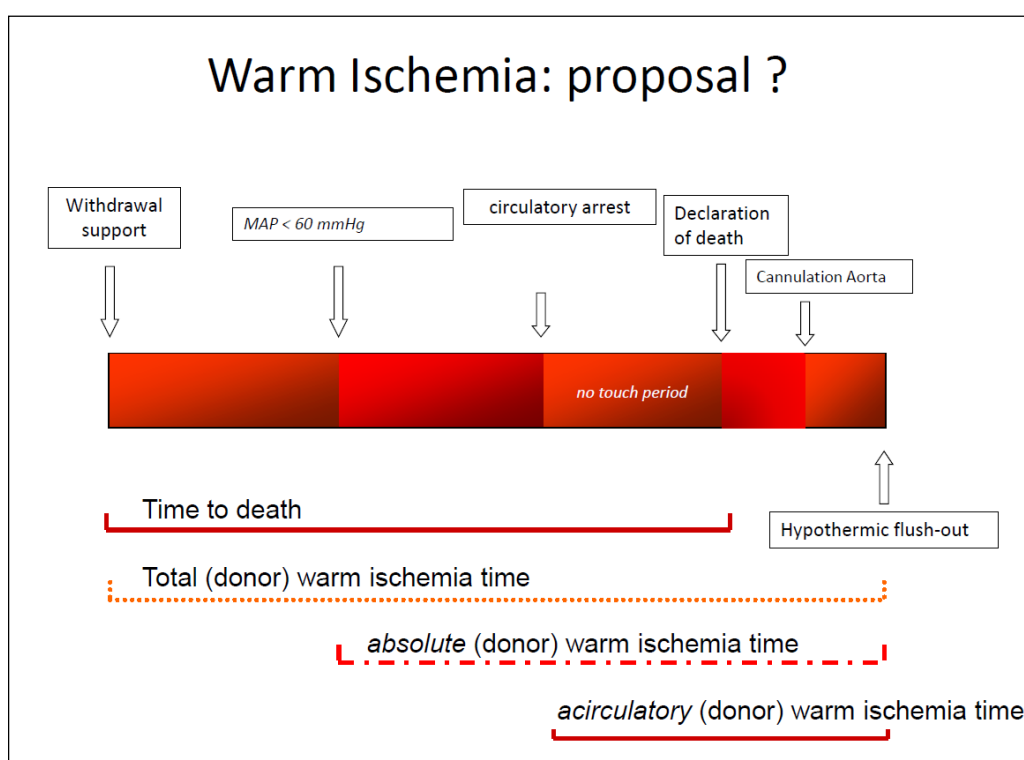 Warm Ischemia: proposal ?
Withdrawal
support
MAP < 60 mmHg
circulatory arrest
Declaration
of death
Cannulation Aorta
no touch period
Time to death
Hypothermic flush-out
Total (donor) warm ischemia time
absolute (donor) warm ischemia time
acirculatory (donor) warm ischemia time